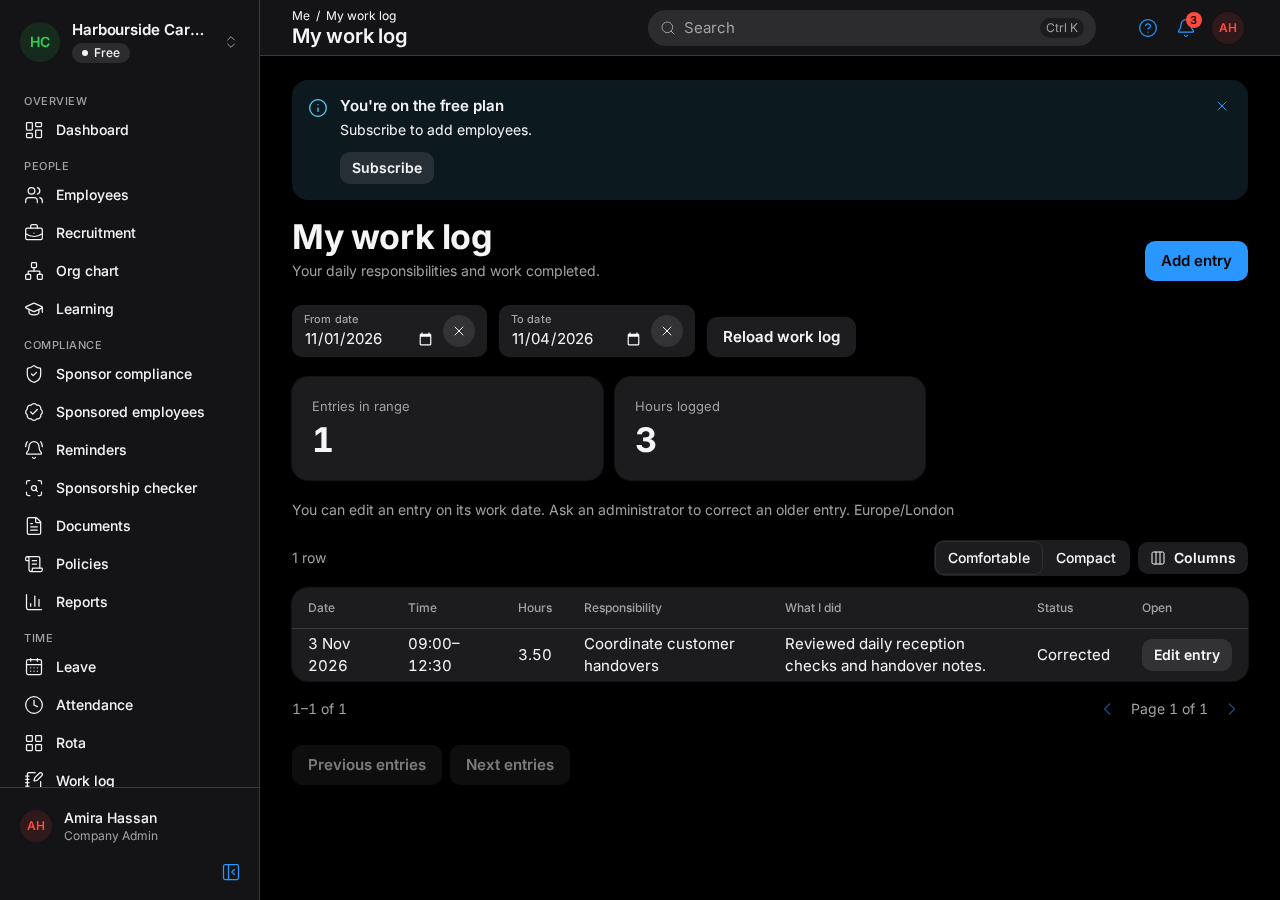 HC
Harbourside Car...
Free
OVERVIEW
Dashboard
PEOPLE
Employees
Recruitment
Org chart
Learning
COMPLIANCE
Sponsor compliance
Sponsored employees
Reminders
Sponsorship checker
Documents
Policies
Reports
TIME
Leave
Attendance
Rota
Work log
AH
Amira Hassan
Company Admin
Me / My work log
My work log
Search
Ctrl K
3
AH
You're on the free plan
Subscribe to add employees.
Subscribe
My work log
Your daily responsibilities and work completed.
Add entry
From date
11/01/2026
To date
11/04/2026
Reload work log
Entries in range
1
Hours logged
3
You can edit an entry on its work date. Ask an administrator to correct an older entry. Europe/London
1 row
Comfortable
Compact
Columns
Date Time Hours Responsibility What I did Status Open
3 Nov 2026
09:00–12:30
3.50
Coordinate customer
handovers
Reviewed daily reception
checks and handover notes.
Corrected
Edit entry
1–1 of 1
Page 1 of 1
Previous entries
Next entries